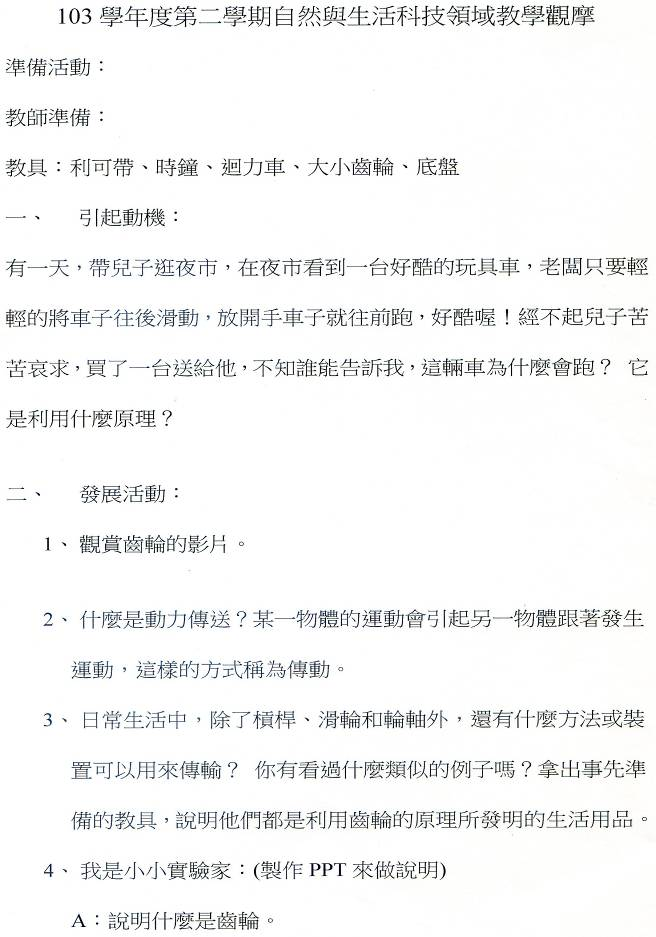 103 學年度第二學期自然與生活科技領域教學觀摩
準備活動：
教師準備：
教具：利可帶、時鐘、迴力車、大小齒輪、底盤
一、 引起動機：
有一天，帶兒子逛夜市，在夜市看到一台好酷的玩具車，老闆只要輕
輕的將車子往後滑動，放開手車子就往前跑，好酷喔！經不起兒子苦
苦哀求，買了一台送給他，不知誰能告訴我，這輛車為什麼會跑？ 它
是利用什麼原理？
二、 發展活動：
1、觀賞齒輪的影片。
2、什麼是動力傳送？某一物體的運動會引起另一物體跟著發生
運動，這樣的方式稱為傳動。
3、日常生活中，除了槓桿、滑輪和輪軸外，還有什麼方法或裝
置可以用來傳輸？ 你有看過什麼類似的例子嗎？拿出事先準
備的教具，說明他們都是利用齒輪的原理所發明的生活用品。
4、我是小小實驗家：(製作 PPT 來做說明)
A：說明什麼是齒輪。